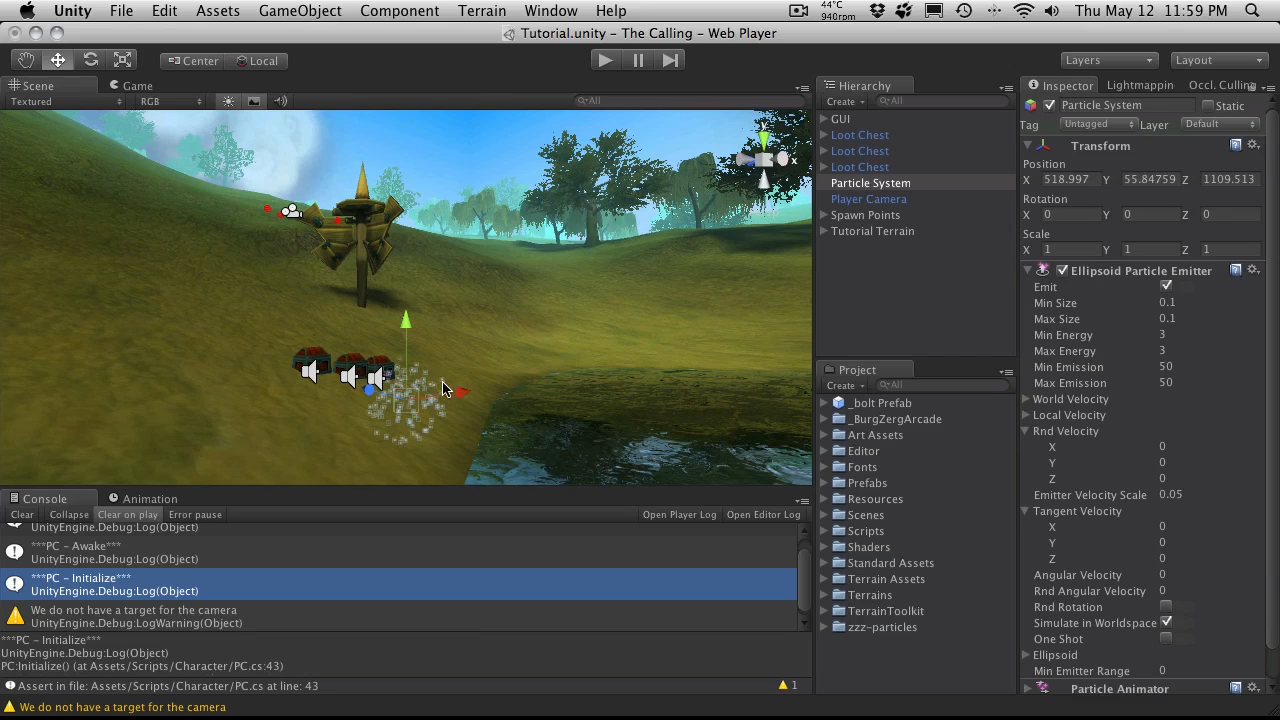 Unity File Edit Assets GameObject Component Terrain Window Help 44°C 940rpm Thu May 12 11:59 PM
Tutorial.unity - The Calling - Web Player
Center Local Layers Layout
Scene Game
Textured RGB All
Hierarchy
Create All
GUI
Loot Chest
Loot Chest
Loot Chest
Particle System
Player Camera
Spawn Points
Tutorial Terrain
Project
Create All
_bolt Prefab
_BurgZergArcade
Art Assets
Editor
Fonts
Prefabs
Resources
Scenes
Scripts
Shaders
Standard Assets
Terrain Assets
Terrains
TerrainToolkit
zzz-particles
Inspector Lightmappin Occl. Culling
Particle System Static
Tag Untagged Layer Default
Transform
Position
X 518.997 Y 55.84759 Z 1109.513
Rotation
X 0 Y 0 Z 0
Scale
X 1 Y 1 Z 1
Ellipsoid Particle Emitter
Emit
Min Size 0.1
Max Size 0.1
Min Energy 3
Max Energy 3
Min Emission 50
Max Emission 50
World Velocity
Local Velocity
Rnd Velocity
X 0
Y 0
Z 0
Emitter Velocity Scale 0.05
Tangent Velocity
X 0
Y 0
Z 0
Angular Velocity 0
Rnd Angular Velocity 0
Rnd Rotation
Simulate in Worldspace
One Shot
Ellipsoid
Min Emitter Range 0
Particle Animator
Console Animation
Clear Collapse Clear on play Error pause Open Player Log Open Editor Log
UnityEngine.Debug:Log(Object)
***PC - Awake***
UnityEngine.Debug:Log(Object)
***PC - Initialize***
UnityEngine.Debug:Log(Object)
We do not have a target for the camera
UnityEngine.Debug:LogWarning(Object)
***PC - Initialize***
UnityEngine.Debug:Log(Object)
PC:Initialize() (at Assets/Scripts/Character/PC.cs:43)
Assert in file: Assets/Scripts/Character/PC.cs at line: 43 1
We do not have a target for the camera